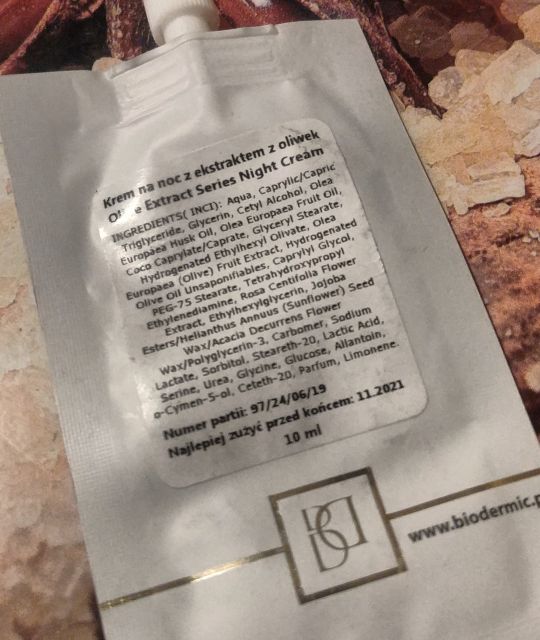 Krem na noc z ekstraktem z oliwek
Olive Extract Series Night Cream
INGREDIENTS( INCI): Aqua, Caprylic/Capric
Triglyceride, Glycerin, Cetyl Alcohol, Olea
Europaea Husk Oil, Olea Europaea Fruit Oil,
Coco Caprylate/Caprate, Glyceryl Stearate,
Hydrogenated Ethylhexyl Olivate, Olea
Europaea (Olive) Fruit Extract, Hydrogenated
Olive Oil Unsaponifiables, Caprylyl Glycol,
PEG-75 Stearate, Tetrahydroxypropyl
Ethylenediamine, Rosa Centifolia Flower
Extract, Ethylhexylglycerin, Jojoba
Esters/Helianthus Annuus (Sunflower) Seed
Wax/Acacia Decurrens Flower
Wax/Polyglycerin-3, Carbomer, Sodium
Lactate, Sorbitol, Steareth-20, Lactic Acid,
Serine, Urea, Glycine, Glucose, Allantoin,
o-Cymen-5-ol, Ceteth-20, Parfum, Limonene.
Numer partii: 97/24/06/19
Najlepiej zużyć przed końcem: 11.2021
10 ml
www.biodermic.p